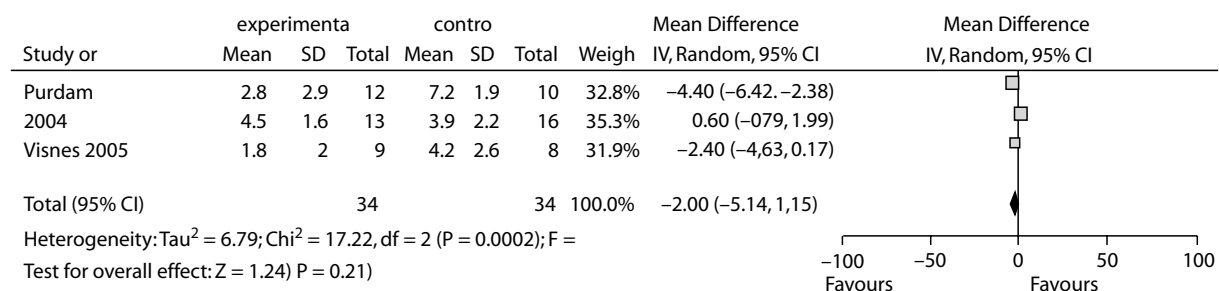 experimenta contro Mean Difference Mean Difference
Study or Mean SD Total Mean SD Total Weigh IV, Random, 95% CI IV, Random, 95% CI
Purdam 2.8 2.9 12 7.2 1.9 10 32.8% −4.40 (−6.42. −2.38)
2004 4.5 1.6 13 3.9 2.2 16 35.3% 0.60 (−079, 1.99)
Visnes 2005 1.8 2 9 4.2 2.6 8 31.9% −2.40 (−4,63, 0.17)
Total (95% CI) 34 34 100.0% −2.00 (−5.14, 1,15)
Heterogeneity: Tau² = 6.79; Chi² = 17.22, df = 2 (P = 0.0002); F =
Test for overall effect: Z = 1.24) P = 0.21)
−100 −50 0 50 100
Favours Favours